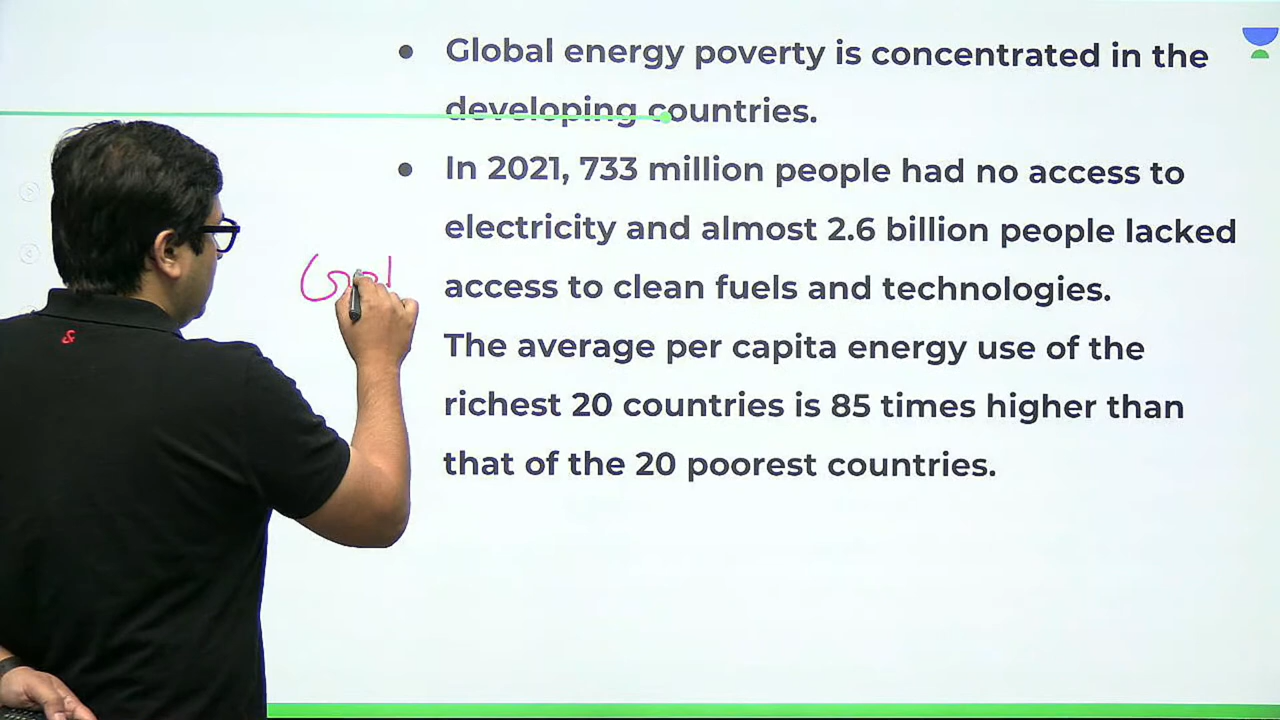 Global energy poverty is concentrated in the
developing countries.
In 2021, 733 million people had no access to
electricity and almost 2.6 billion people lacked
access to clean fuels and technologies.
The average per capita energy use of the
richest 20 countries is 85 times higher than
that of the 20 poorest countries.